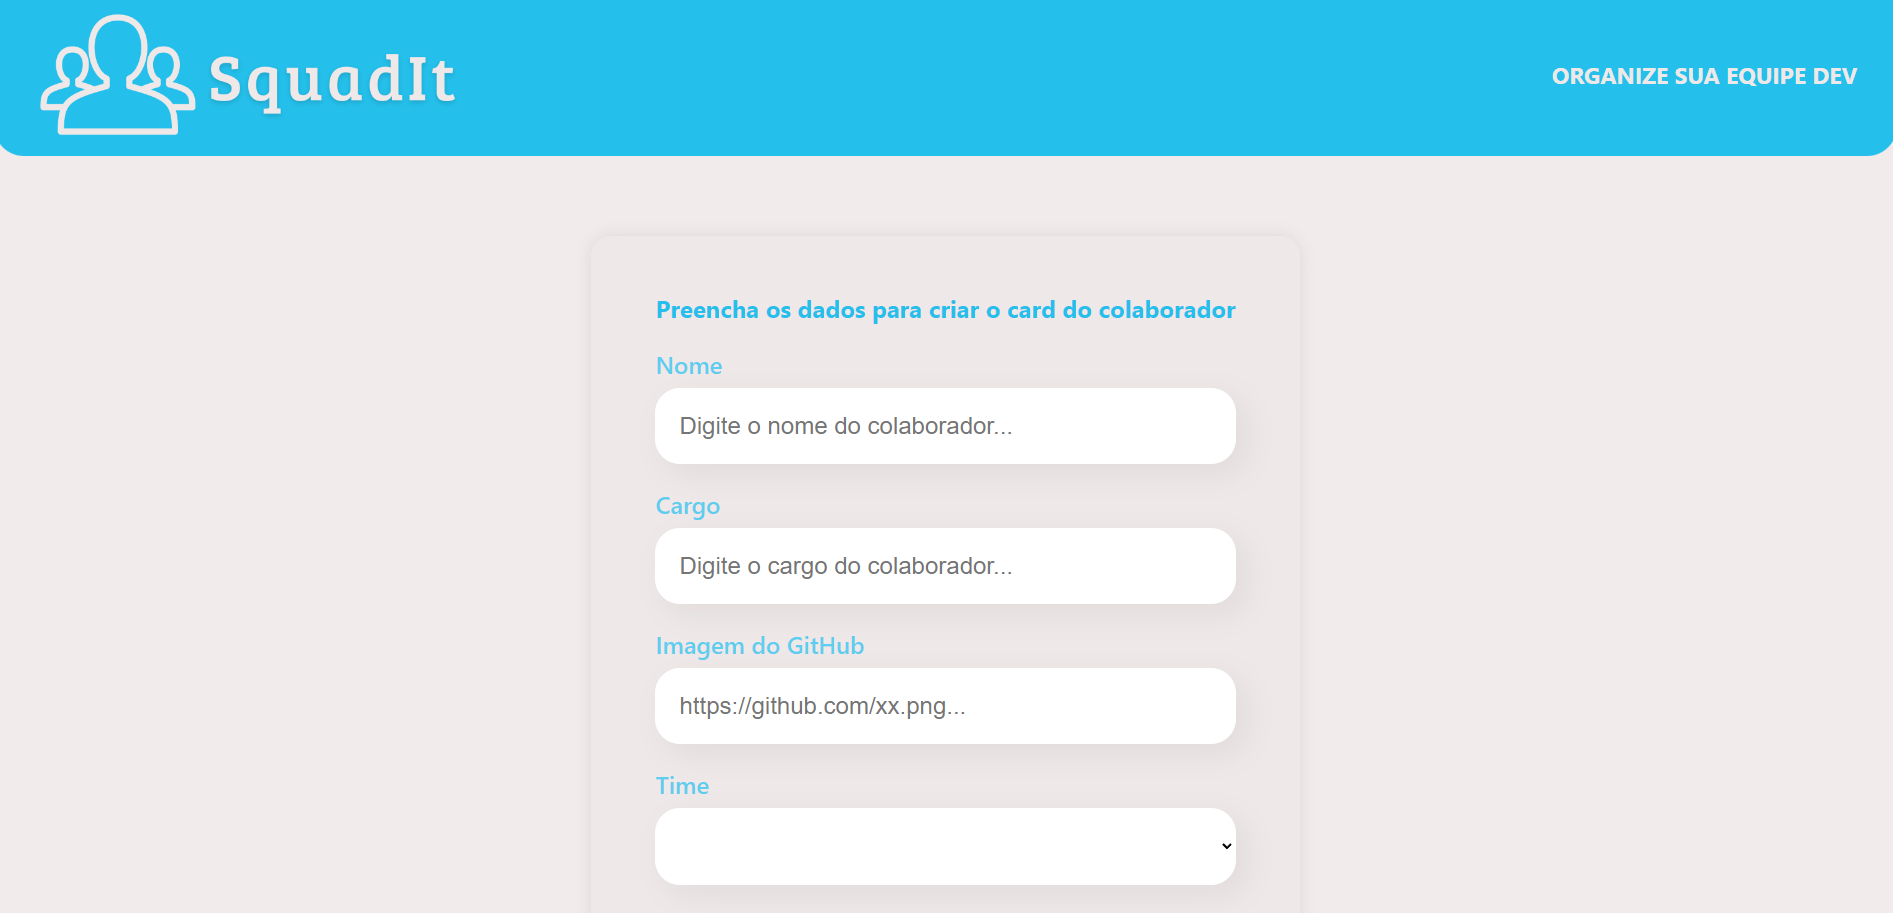 SquadIt
ORGANIZE SUA EQUIPE DEV
Preencha os dados para criar o card do colaborador
Nome
Digite o nome do colaborador...
Cargo
Digite o cargo do colaborador...
Imagem do GitHub
https://github.com/xx.png...
Time